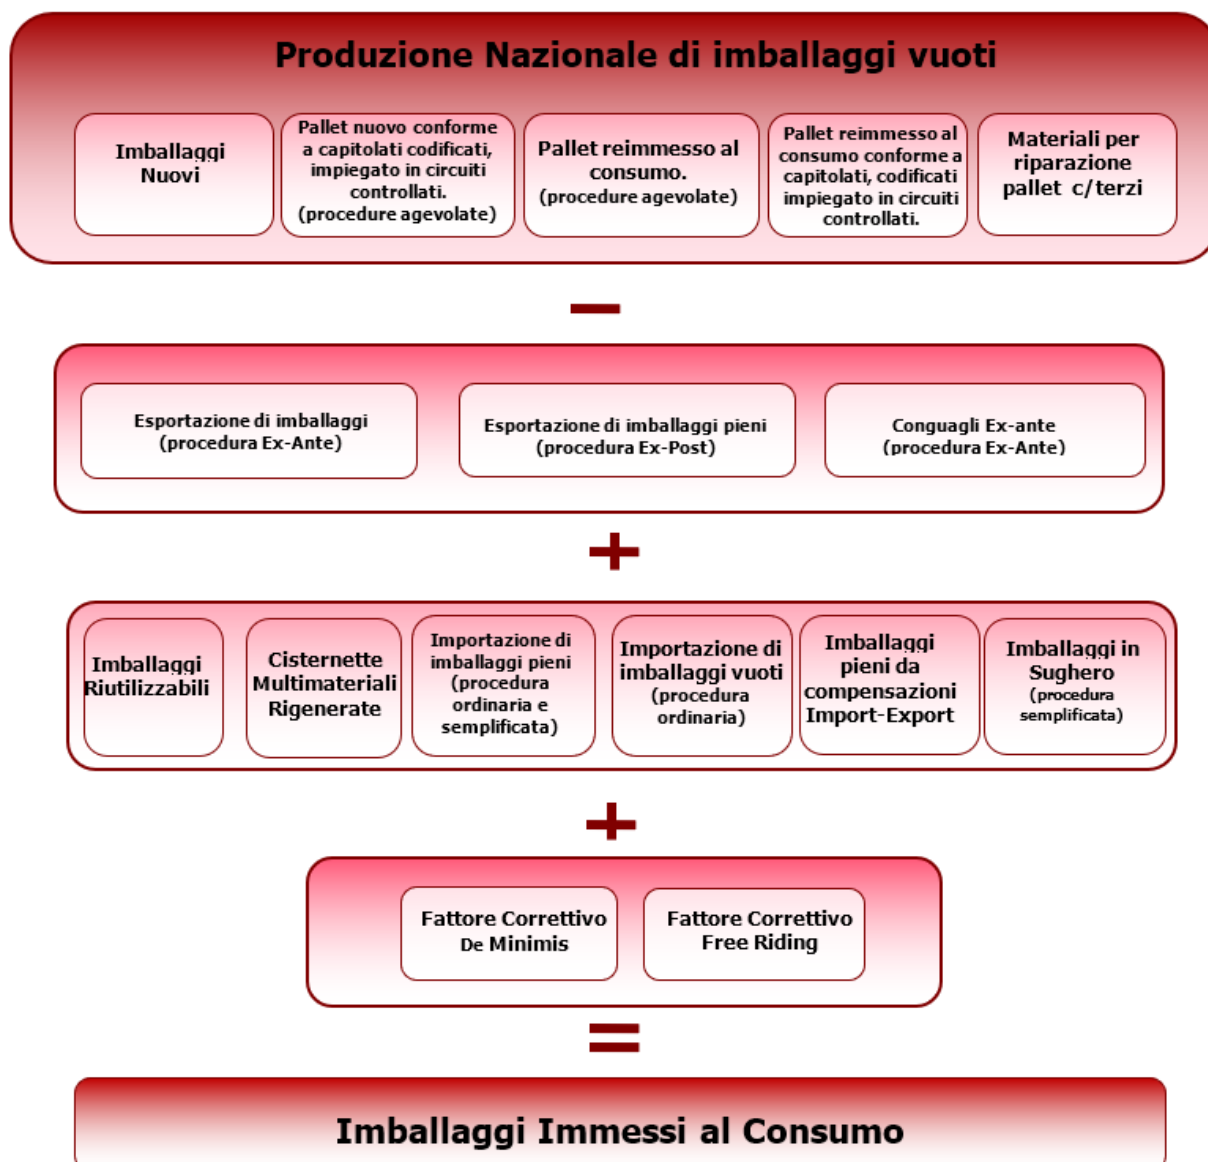 Produzione Nazionale di imballaggi vuoti
Imballaggi
Nuovi
Pallet nuovo conforme
a capitolati codificati,
impiegato in circuiti
controllati.
(procedure agevolate)
Pallet reimmesso al
consumo.
(procedure agevolate)
Pallet reimmesso al
consumo conforme a
capitolati, codificati
impiegato in circuiti
controllati.
Materiali per
riparazione
pallet c/terzi
−
Esportazione di imballaggi
(procedura Ex-Ante)
Esportazione di imballaggi pieni
(procedura Ex-Post)
Conguagli Ex-ante
(procedura Ex-Ante)
+
Imballaggi
Riutilizzabili
Cisternette
Multimateriali
Rigenerate
Importazione di
imballaggi pieni
(procedura
ordinaria e
semplificata)
Importazione di
imballaggi vuoti
(procedura
ordinaria)
Imballaggi
pieni da
compensazioni
Import-Export
Imballaggi in
Sughero
(procedura
semplificata)
+
Fattore Correttivo
De Minimis
Fattore Correttivo
Free Riding
=
Imballaggi Immessi al Consumo